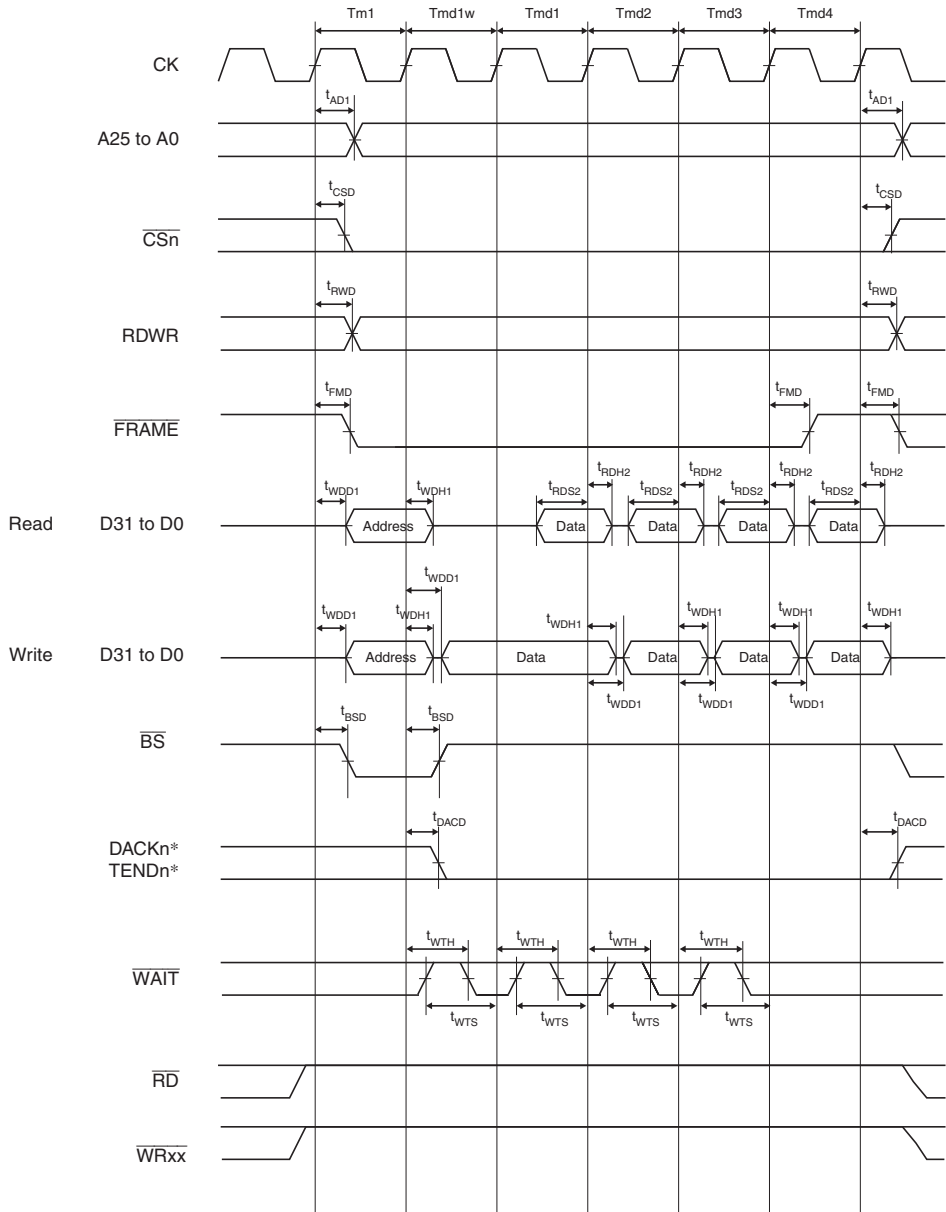 Tm1 Tmd1w Tmd1 Tmd2 Tmd3 Tmd4
CK
tAD1 tAD1
A25 to A0
tCSD tCSD
CSn
tRWD tRWD
RDWR
tFMD tFMD tFMD
FRAME
tWDD1 tWDH1 tRDS2 tRDH2 tRDS2 tRDH2 tRDS2 tRDH2 tRDS2 tRDH2
Read D31 to D0 Address Data Data Data Data
tWDD1
tWDD1 tWDH1 tWDH1 tWDH1 tWDH1 tWDH1
Write D31 to D0 Address Data Data Data Data
tWDD1 tWDD1 tWDD1
tBSD tBSD
BS
tDACD tDACD
DACKn*
TENDn*
tWTH tWTH tWTH tWTH
WAIT
tWTS tWTS tWTS tWTS
RD
WRxx